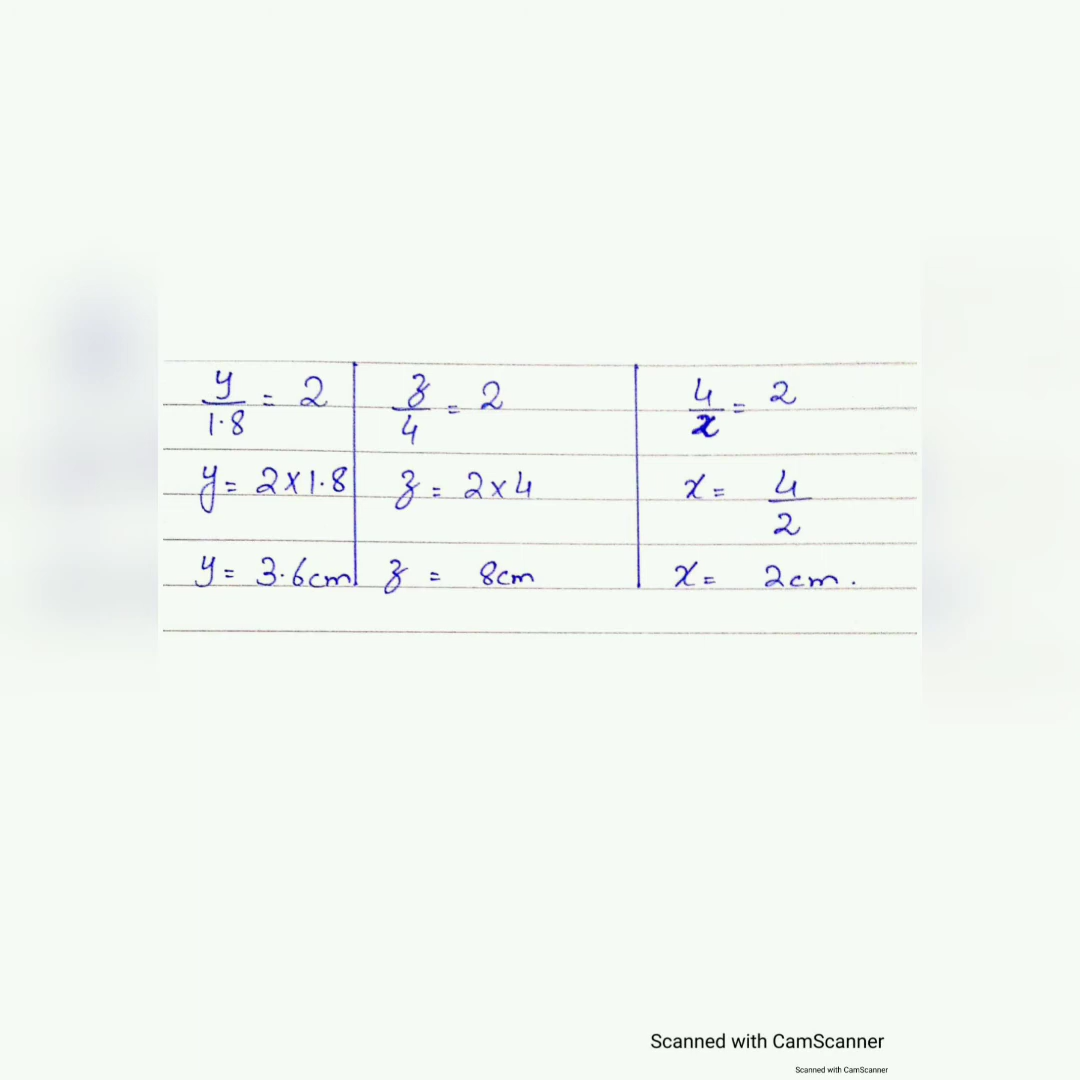 y/1.8 = 2
y = 2×1.8
y = 3.6cm
z/4 = 2
z = 2×4
z = 8cm
4/x = 2
x = 4/2
x = 2cm.
Scanned with CamScanner
Scanned with CamScanner